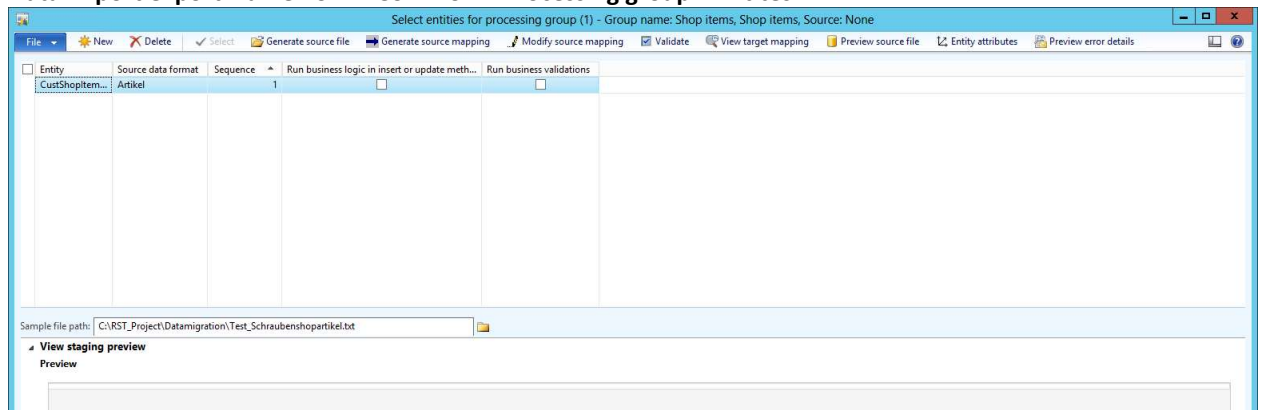 Select entities for processing group (1) - Group name: Shop items, Shop items, Source: None
File New Delete Select Generate source file Generate source mapping Modify source mapping Validate View target mapping Preview source file Entity attributes Preview error details
Entity Source data format Sequence Run business logic in insert or update meth... Run business validations
CustShopItem... Artikel 1
Sample file path: C:\RST_Project\Datamigration\Test_Schraubenshopartikel.txt
View staging preview
Preview